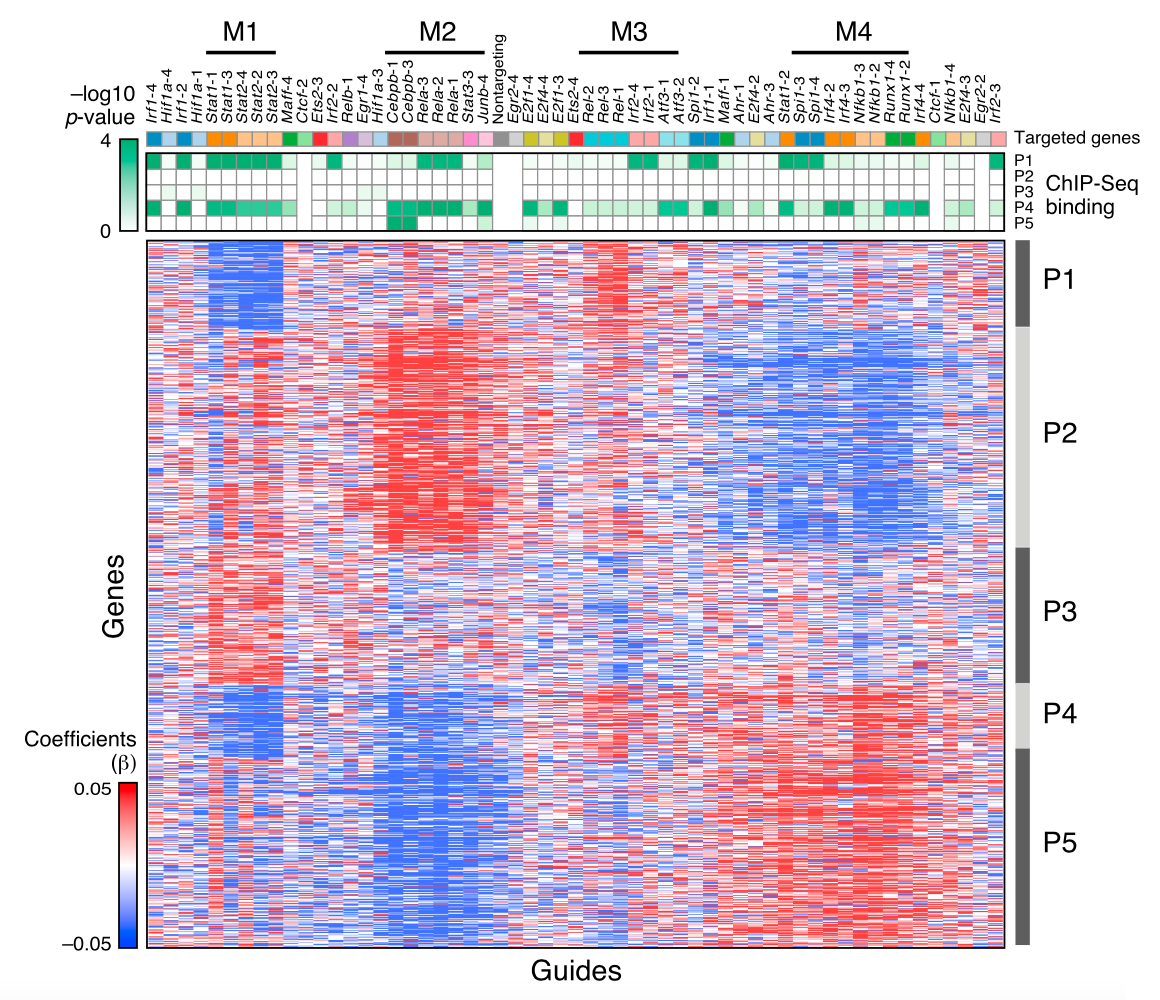 M1 M2 M3 M4
Irf1-4 Hif1a-4 Irf1-2 Hif1a-1 Stat1-1 Stat1-3 Stat2-4 Stat2-2 Stat2-3 Maff-4 Ctcf-2 Ets2-3 Irf2-2 Relb-1 Egr1-4 Hif1a-3 Cebpb-1 Cebpb-3 Rela-3 Rela-2 Rela-1 Stat3-3 Junb-4 Nontargeting Egr2-4 E2f1-4 E2f4-4 E2f1-3 Ets2-4 Rel-2 Rel-3 Rel-1 Irf2-4 Irf2-1 Atf3-1 Atf3-2 Spi1-2 Irf1-1 Maff-1 Ahr-1 E2f4-2 Ahr-3 Stat1-2 Spi1-3 Spi1-4 Irf4-2 Irf4-3 Nfkb1-3 Nfkb1-2 Runx1-4 Runx1-2 Irf4-4 Ctcf-1 Nfkb1-4 E2f4-3 Egr2-2 Irf2-3
–log10
p-value
4
0
Targeted genes
P1
P2
P3
P4
P5
ChIP-Seq
binding
P1
P2
P3
P4
P5
Genes
Coefficients
(β)
0.05
–0.05
Guides